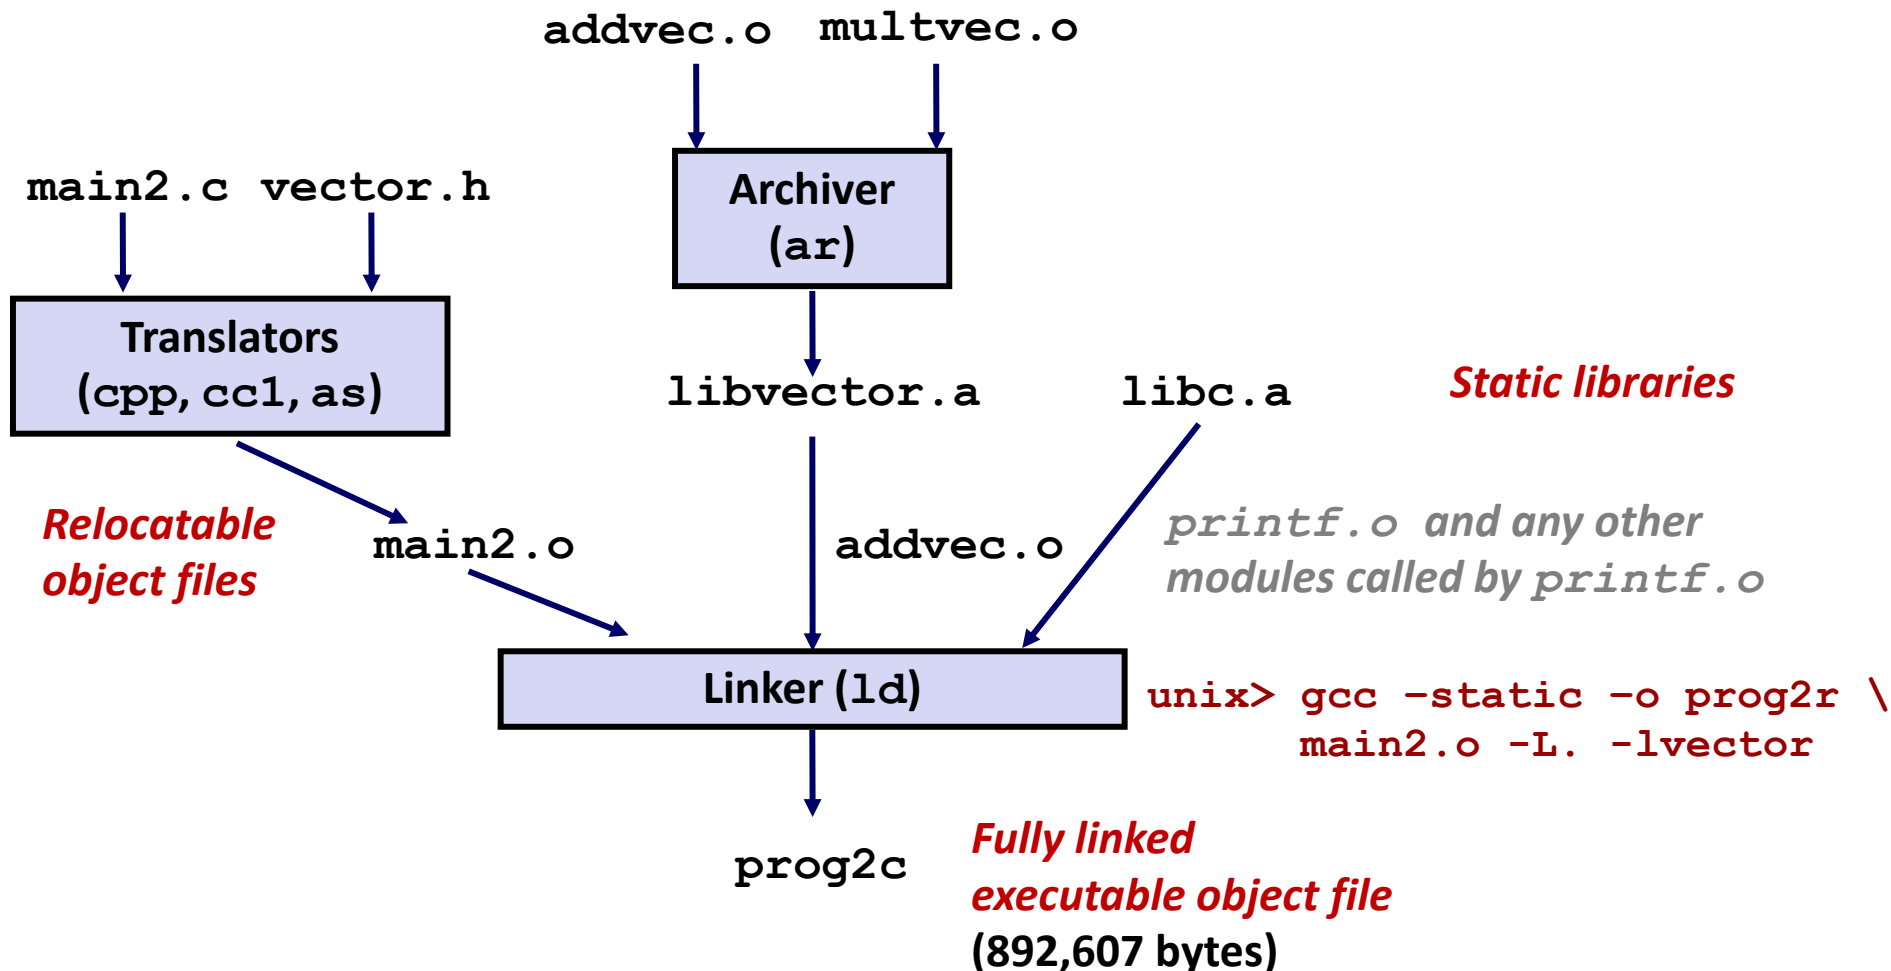 addvec.o multvec.o
main2.c vector.h
Archiver
(ar)
Translators
(cpp, cc1, as)
libvector.a
libc.a
Static libraries
Relocatable
object files
main2.o
addvec.o
printf.o and any other
modules called by printf.o
Linker (ld)
unix> gcc –static –o prog2r \
main2.o -L. -lvector
prog2c
Fully linked
executable object file
(892,607 bytes)